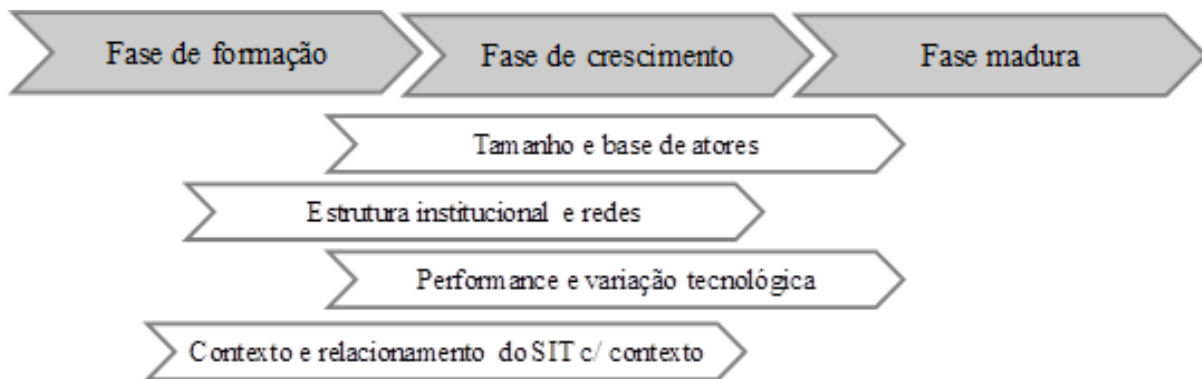 Fase de formação
Fase de crescimento
Fase madura
Tamanho e base de atores
Estrutura institucional e redes
Performance e variação tecnológica
Contexto e relacionamento do SIT c/ contexto